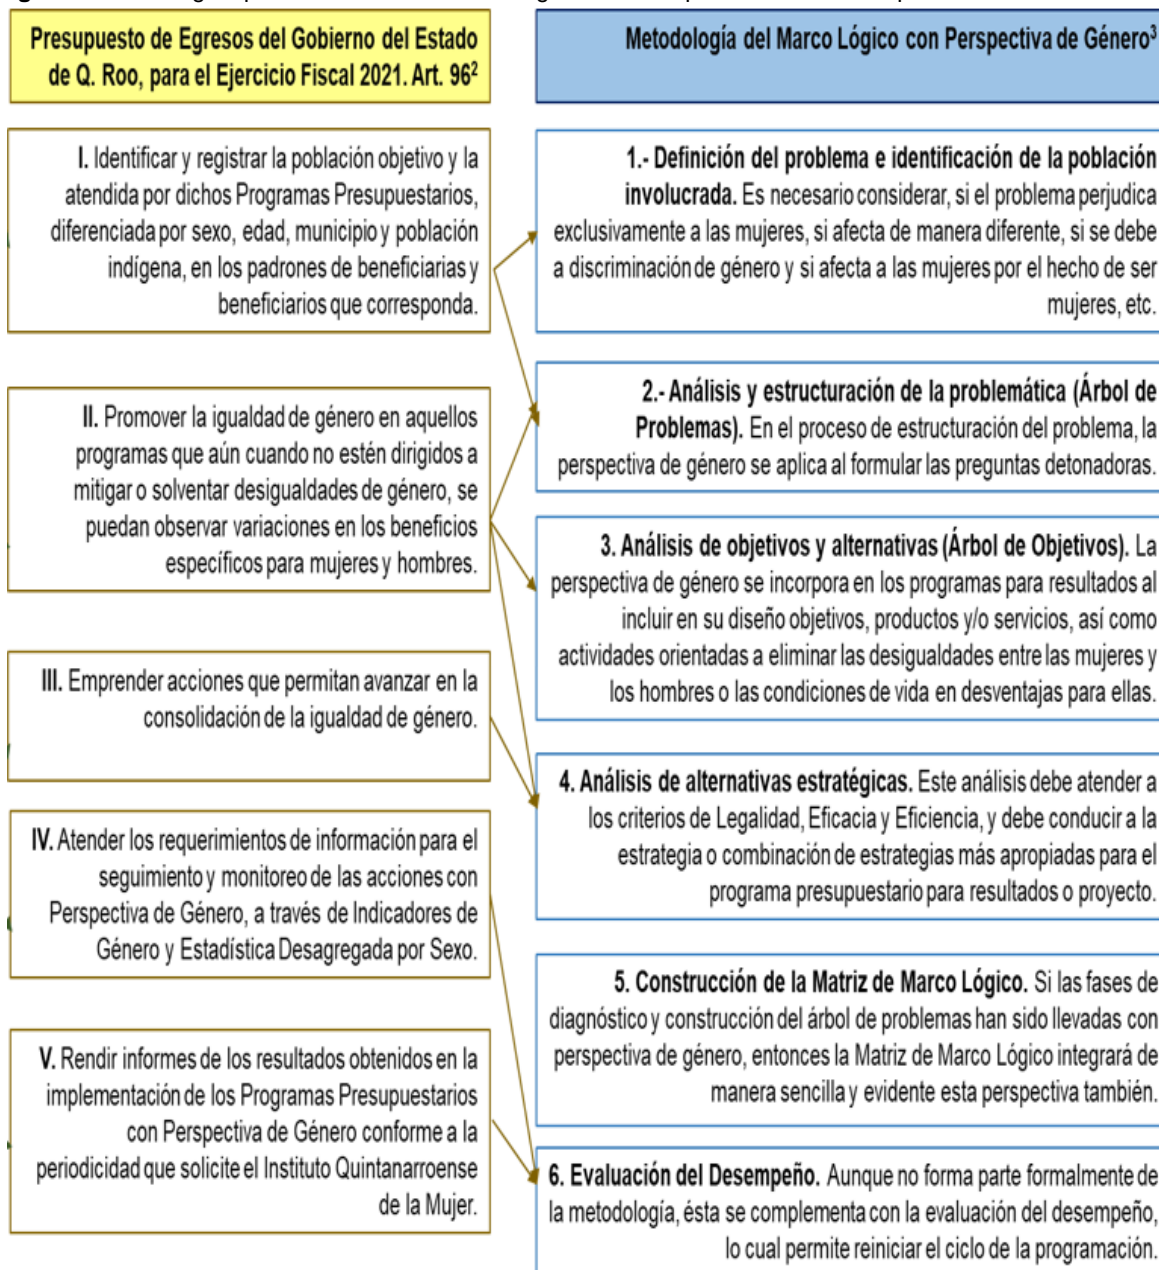 Presupuesto de Egresos del Gobierno del Estado
de Q. Roo, para el Ejercicio Fiscal 2021. Art. 96²
I. Identificar y registrar la población objetivo y la
atendida por dichos Programas Presupuestarios,
diferenciada por sexo, edad, municipio y población
indígena, en los padrones de beneficiarias y
beneficiarios que corresponda.
II. Promover la igualdad de género en aquellos
programas que aún cuando no estén dirigidos a
mitigar o solventar desigualdades de género, se
puedan observar variaciones en los beneficios
específicos para mujeres y hombres.
III. Emprender acciones que permitan avanzar en la
consolidación de la igualdad de género.
IV. Atender los requerimientos de información para el
seguimiento y monitoreo de las acciones con
Perspectiva de Género, a través de Indicadores de
Género y Estadística Desagregada por Sexo.
V. Rendir informes de los resultados obtenidos en la
implementación de los Programas Presupuestarios
con Perspectiva de Género conforme a la
periodicidad que solicite el Instituto Quintanarroense
de la Mujer.
Metodología del Marco Lógico con Perspectiva de Género³
1.- Definición del problema e identificación de la población
involucrada. Es necesario considerar, si el problema perjudica
exclusivamente a las mujeres, si afecta de manera diferente, si se debe
a discriminación de género y si afecta a las mujeres por el hecho de ser
mujeres, etc.
2.- Análisis y estructuración de la problemática (Árbol de
Problemas). En el proceso de estructuración del problema, la
perspectiva de género se aplica al formular las preguntas detonadoras.
3. Análisis de objetivos y alternativas (Árbol de Objetivos). La
perspectiva de género se incorpora en los programas para resultados al
incluir en su diseño objetivos, productos y/o servicios, así como
actividades orientadas a eliminar las desigualdades entre las mujeres y
los hombres o las condiciones de vida en desventajas para ellas.
4. Análisis de alternativas estratégicas. Este análisis debe atender a
los criterios de Legalidad, Eficacia y Eficiencia, y debe conducir a la
estrategia o combinación de estrategias más apropiadas para el
programa presupuestario para resultados o proyecto.
5. Construcción de la Matriz de Marco Lógico. Si las fases de
diagnóstico y construcción del árbol de problemas han sido llevadas con
perspectiva de género, entonces la Matriz de Marco Lógico integrará de
manera sencilla y evidente esta perspectiva también.
6. Evaluación del Desempeño. Aunque no forma parte formalmente de
la metodología, ésta se complementa con la evaluación del desempeño,
lo cual permite reiniciar el ciclo de la programación.